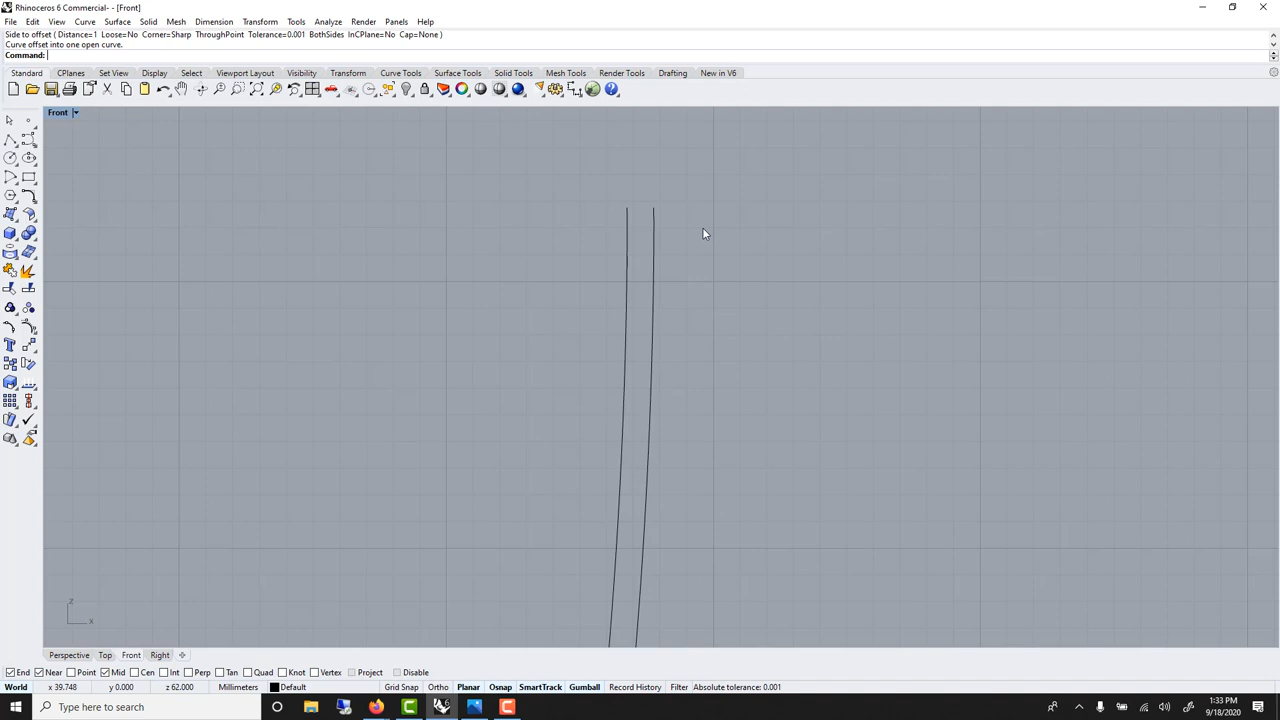 Rhinoceros 6 Commercial- - [Front]
File Edit View Curve Surface Solid Mesh Dimension Transform Tools Analyze Render Panels Help
Side to offset ( Distance=1 Loose=No Corner=Sharp ThroughPoint Tolerance=0.001 BothSides InCPlane=No Cap=None )
Curve offset into one open curve.
Command:
Standard CPlanes Set View Display Select Viewport Layout Visibility Transform Curve Tools Surface Tools Solid Tools Mesh Tools Render Tools Drafting New in V6
Front
z
x
Perspective Top Front Right
End Near Point Mid Cen Int Perp Tan Quad Knot Vertex Project Disable
World x 39.748 y 0.000 z 62.000 Millimeters Default Grid Snap Ortho Planar Osnap SmartTrack Gumball Record History Filter Absolute tolerance: 0.001
Type here to search
1:33 PM
9/18/2020